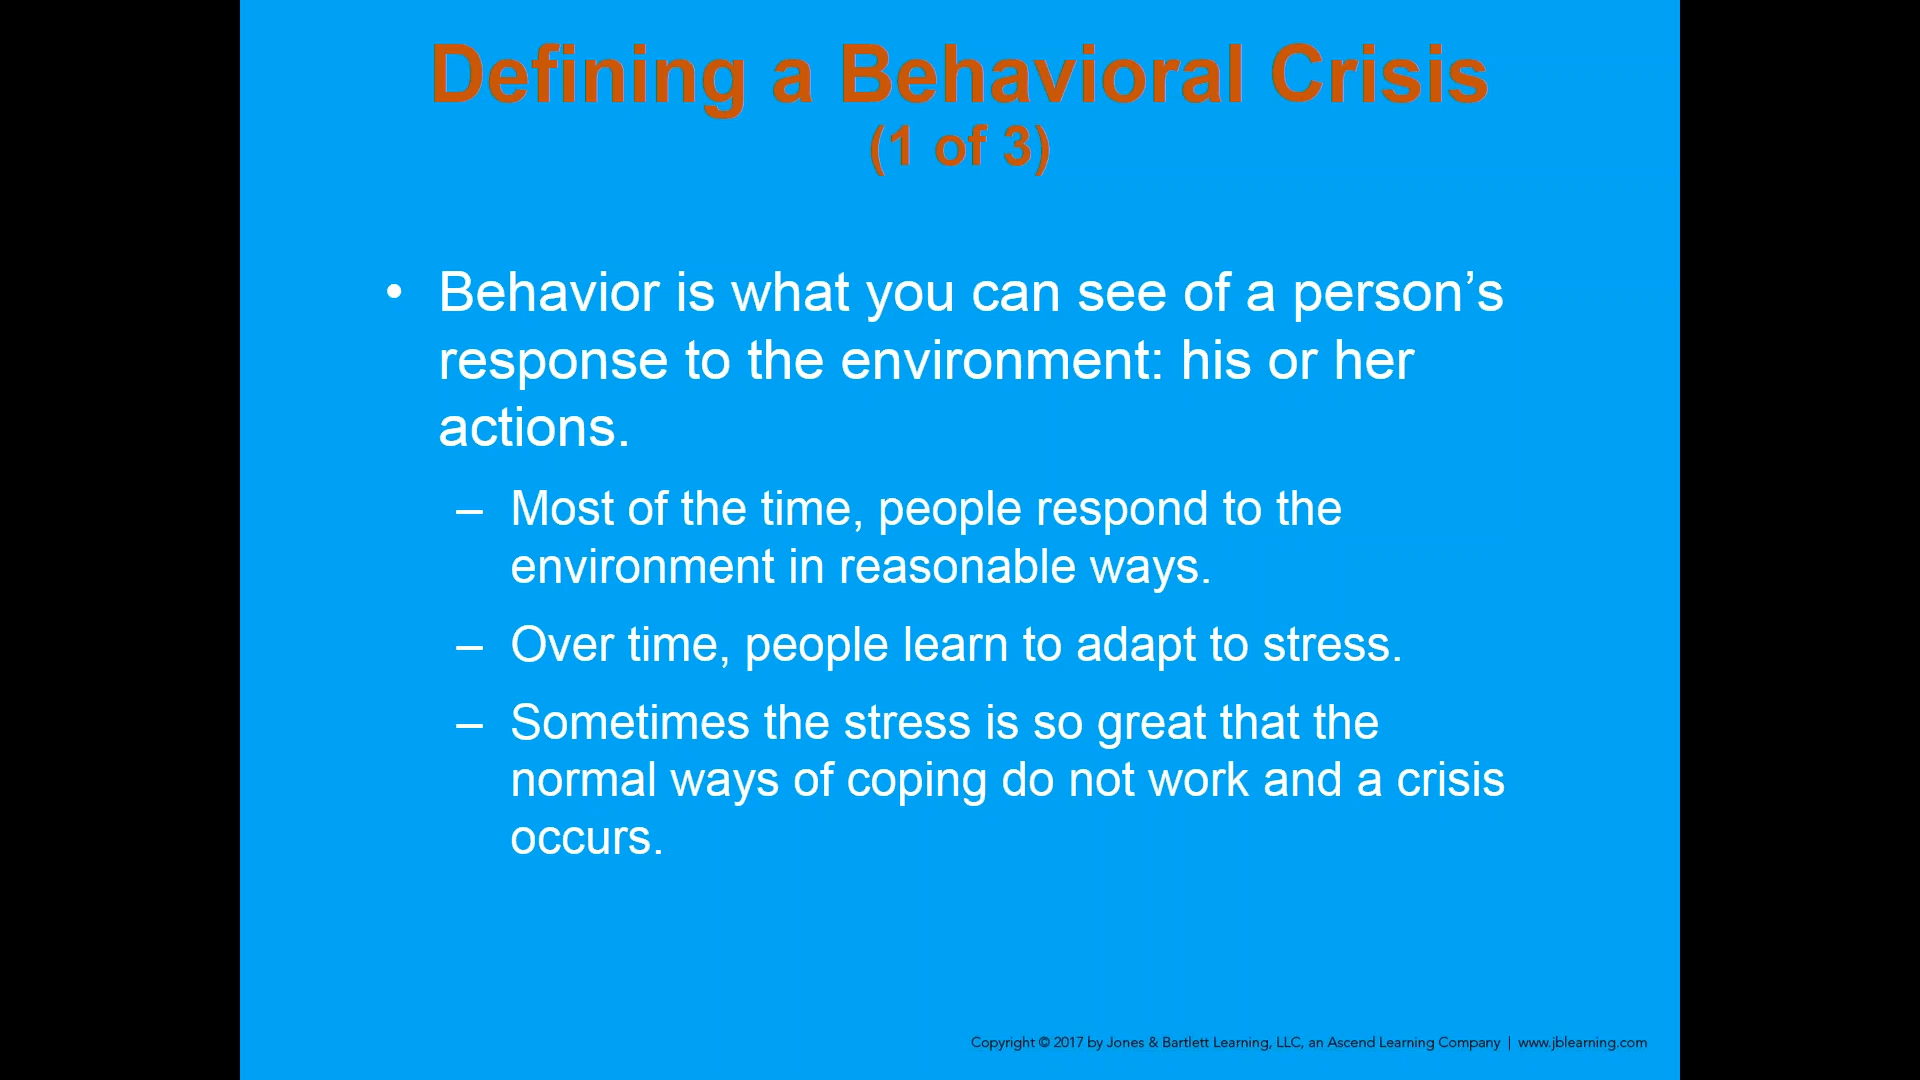 Defining a Behavioral Crisis
(1 of 3)
• Behavior is what you can see of a person’s
response to the environment: his or her
actions.
– Most of the time, people respond to the
environment in reasonable ways.
– Over time, people learn to adapt to stress.
– Sometimes the stress is so great that the
normal ways of coping do not work and a crisis
occurs.
Copyright © 2017 by Jones & Bartlett Learning, LLC, an Ascend Learning Company | www.jblearning.com